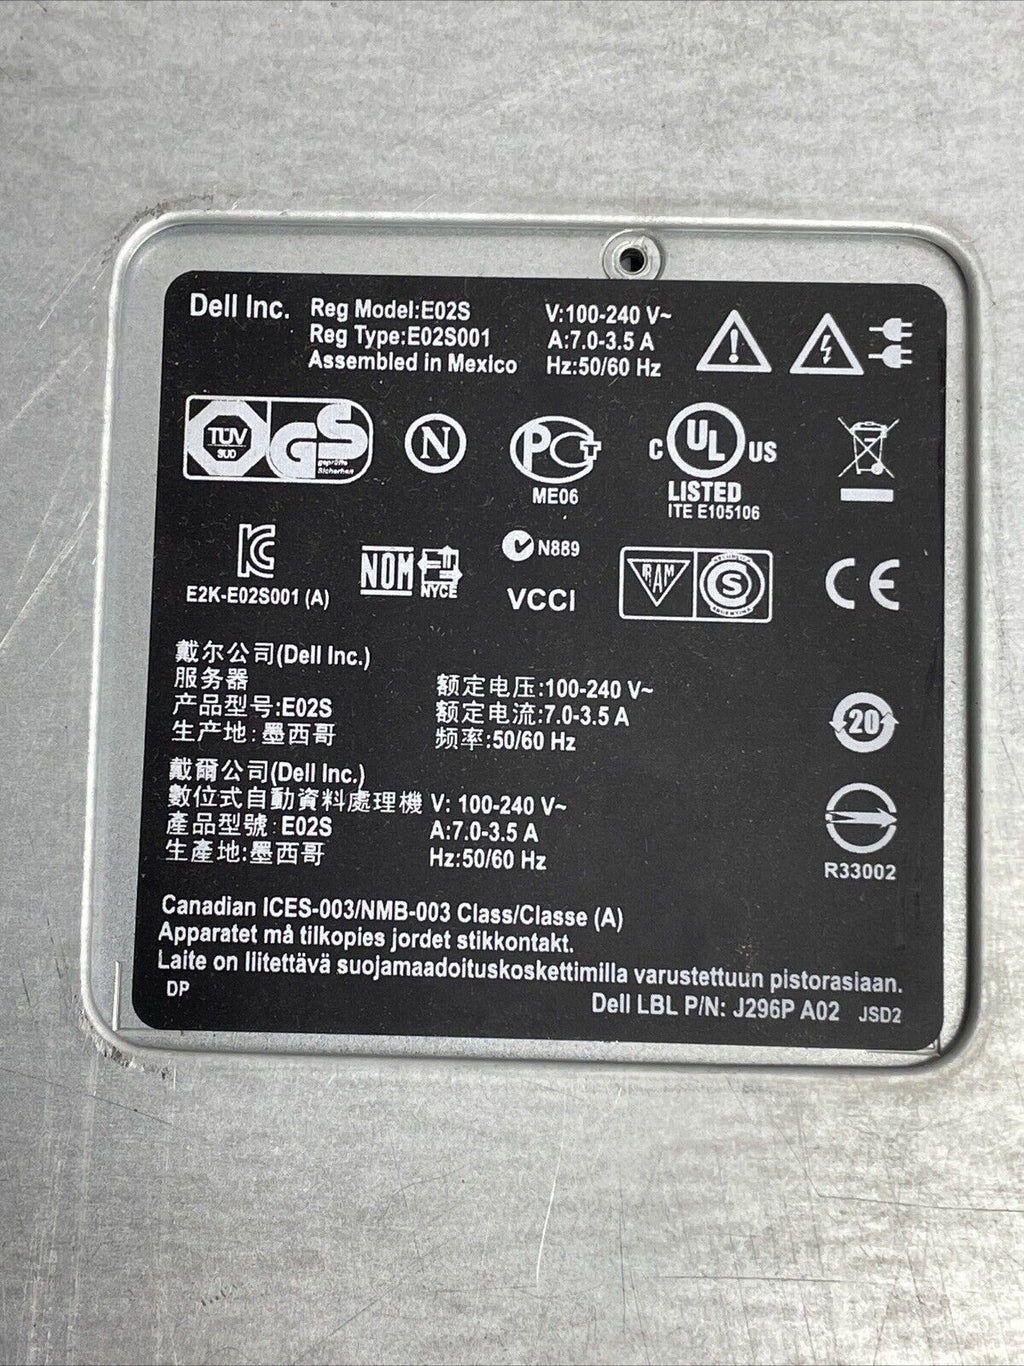 Dell Inc.
Reg Model:E02S
Reg Type:E02S001
Assembled in Mexico
V:100-240 V~
A:7.0-3.5 A
Hz:50/60 Hz
TÜV
SUD
GS
geprüfte
Sicherheit
N
PCT
ME06
C UL US
LISTED
ITE E105106
E2K-E02S001 (A)
NOM
NYCE
N889
VCCI
RAM
S
ARGENTINA
CE
戴尔公司(Dell Inc.)
服务器
产品型号:E02S
生产地: 墨西哥
额定电压:100-240 V~
额定电流:7.0-3.5 A
频率:50/60 Hz
20
戴爾公司(Dell Inc.)
數位式自動資料處理機
產品型號: E02S
生產地:墨西哥
V: 100-240 V~
A:7.0-3.5 A
Hz:50/60 Hz
R33002
Canadian ICES-003/NMB-003 Class/Classe (A)
Apparatet må tilkopies jordet stikkontakt.
Laite on liitettävä suojamaadoituskoskettimilla varustettuun pistorasiaan.
DP
Dell LBL P/N: J296P A02 JSD2